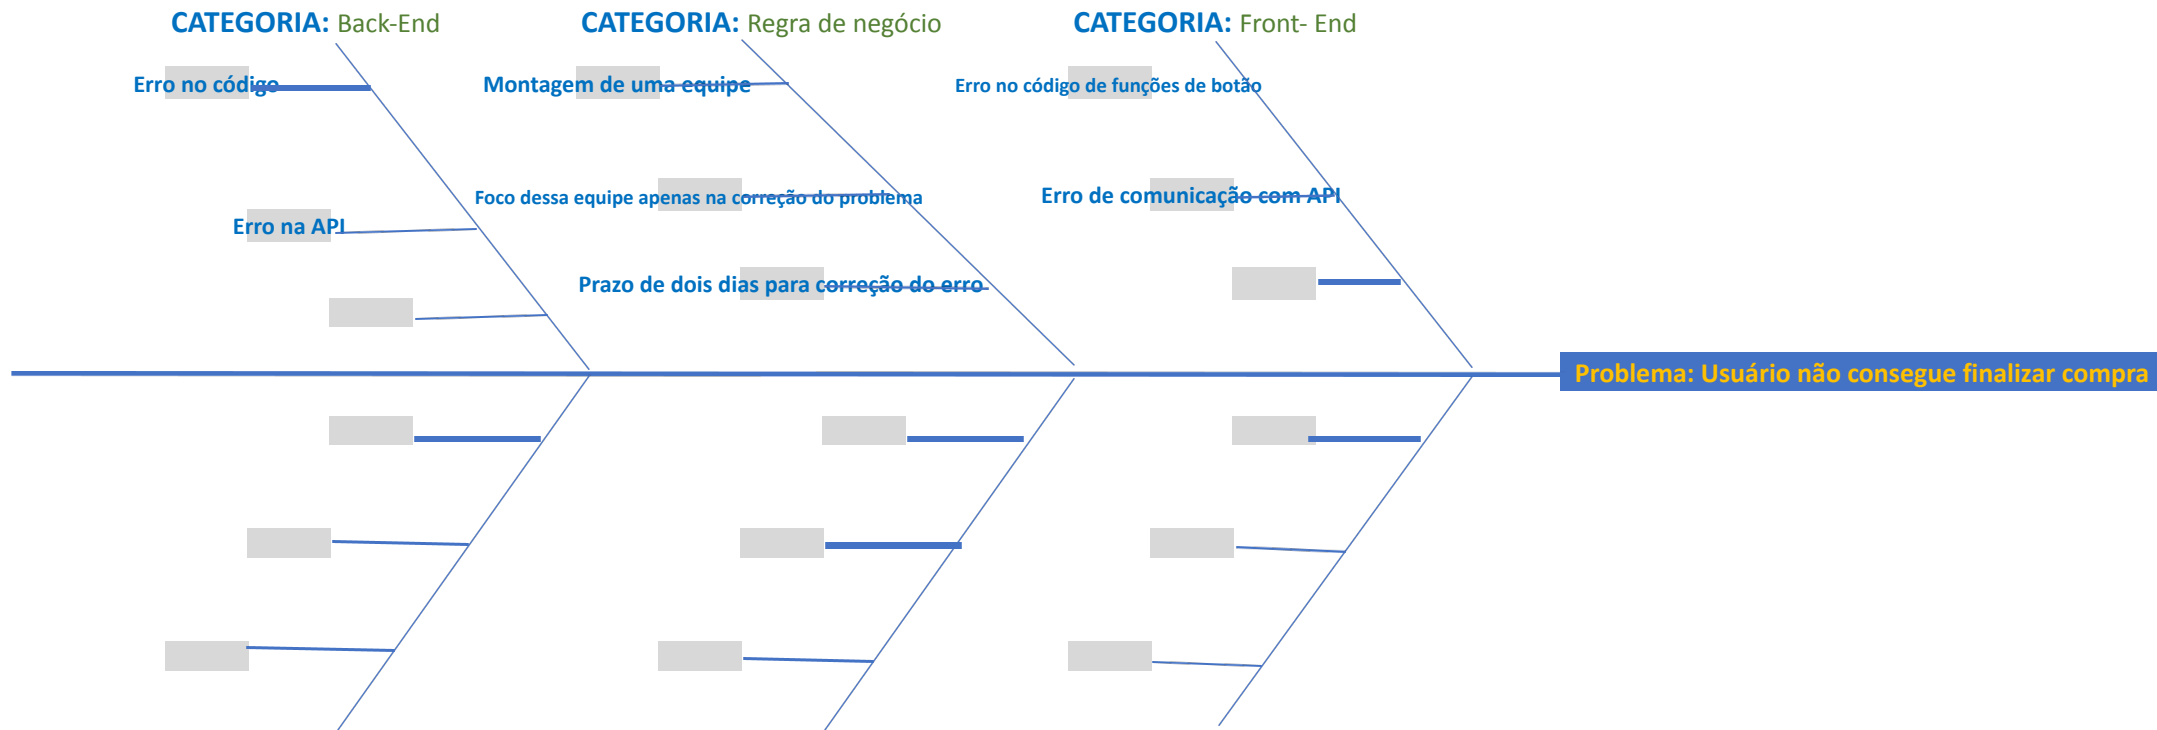 CATEGORIA: Back-End
CATEGORIA: Regra de negócio
CATEGORIA: Front- End
Erro no código
Montagem de uma equipe
Erro no código de funções de botão
Foco dessa equipe apenas na correção do problema
Erro de comunicação com API
Erro na API
Prazo de dois dias para correção do erro
Problema: Usuário não consegue finalizar compra